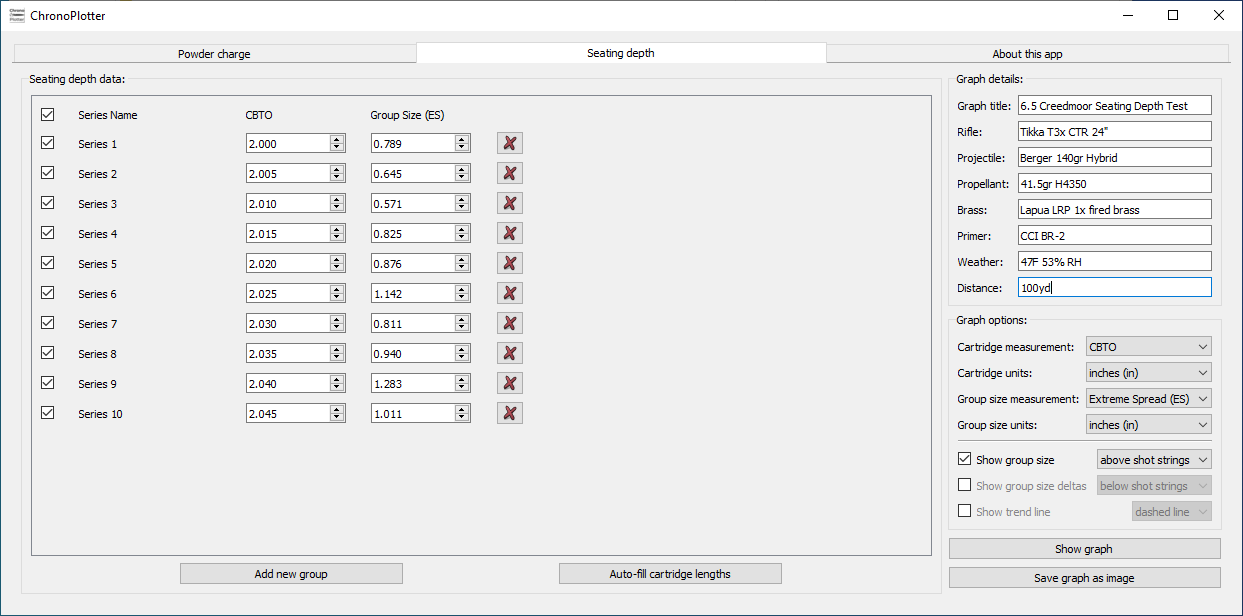 ChronoPlotter
Powder charge
Seating depth
About this app
Seating depth data:
Series Name CBTO Group Size (ES)
Series 1 2.000 0.789
Series 2 2.005 0.645
Series 3 2.010 0.571
Series 4 2.015 0.825
Series 5 2.020 0.876
Series 6 2.025 1.142
Series 7 2.030 0.811
Series 8 2.035 0.940
Series 9 2.040 1.283
Series 10 2.045 1.011
Add new group
Auto-fill cartridge lengths
Graph details:
Graph title: 6.5 Creedmoor Seating Depth Test
Rifle: Tikka T3x CTR 24"
Projectile: Berger 140gr Hybrid
Propellant: 41.5gr H4350
Brass: Lapua LRP 1x fired brass
Primer: CCI BR-2
Weather: 47F 53% RH
Distance: 100yd
Graph options:
Cartridge measurement: CBTO
Cartridge units: inches (in)
Group size measurement: Extreme Spread (ES)
Group size units: inches (in)
Show group size above shot strings
Show group size deltas below shot strings
Show trend line dashed line
Show graph
Save graph as image